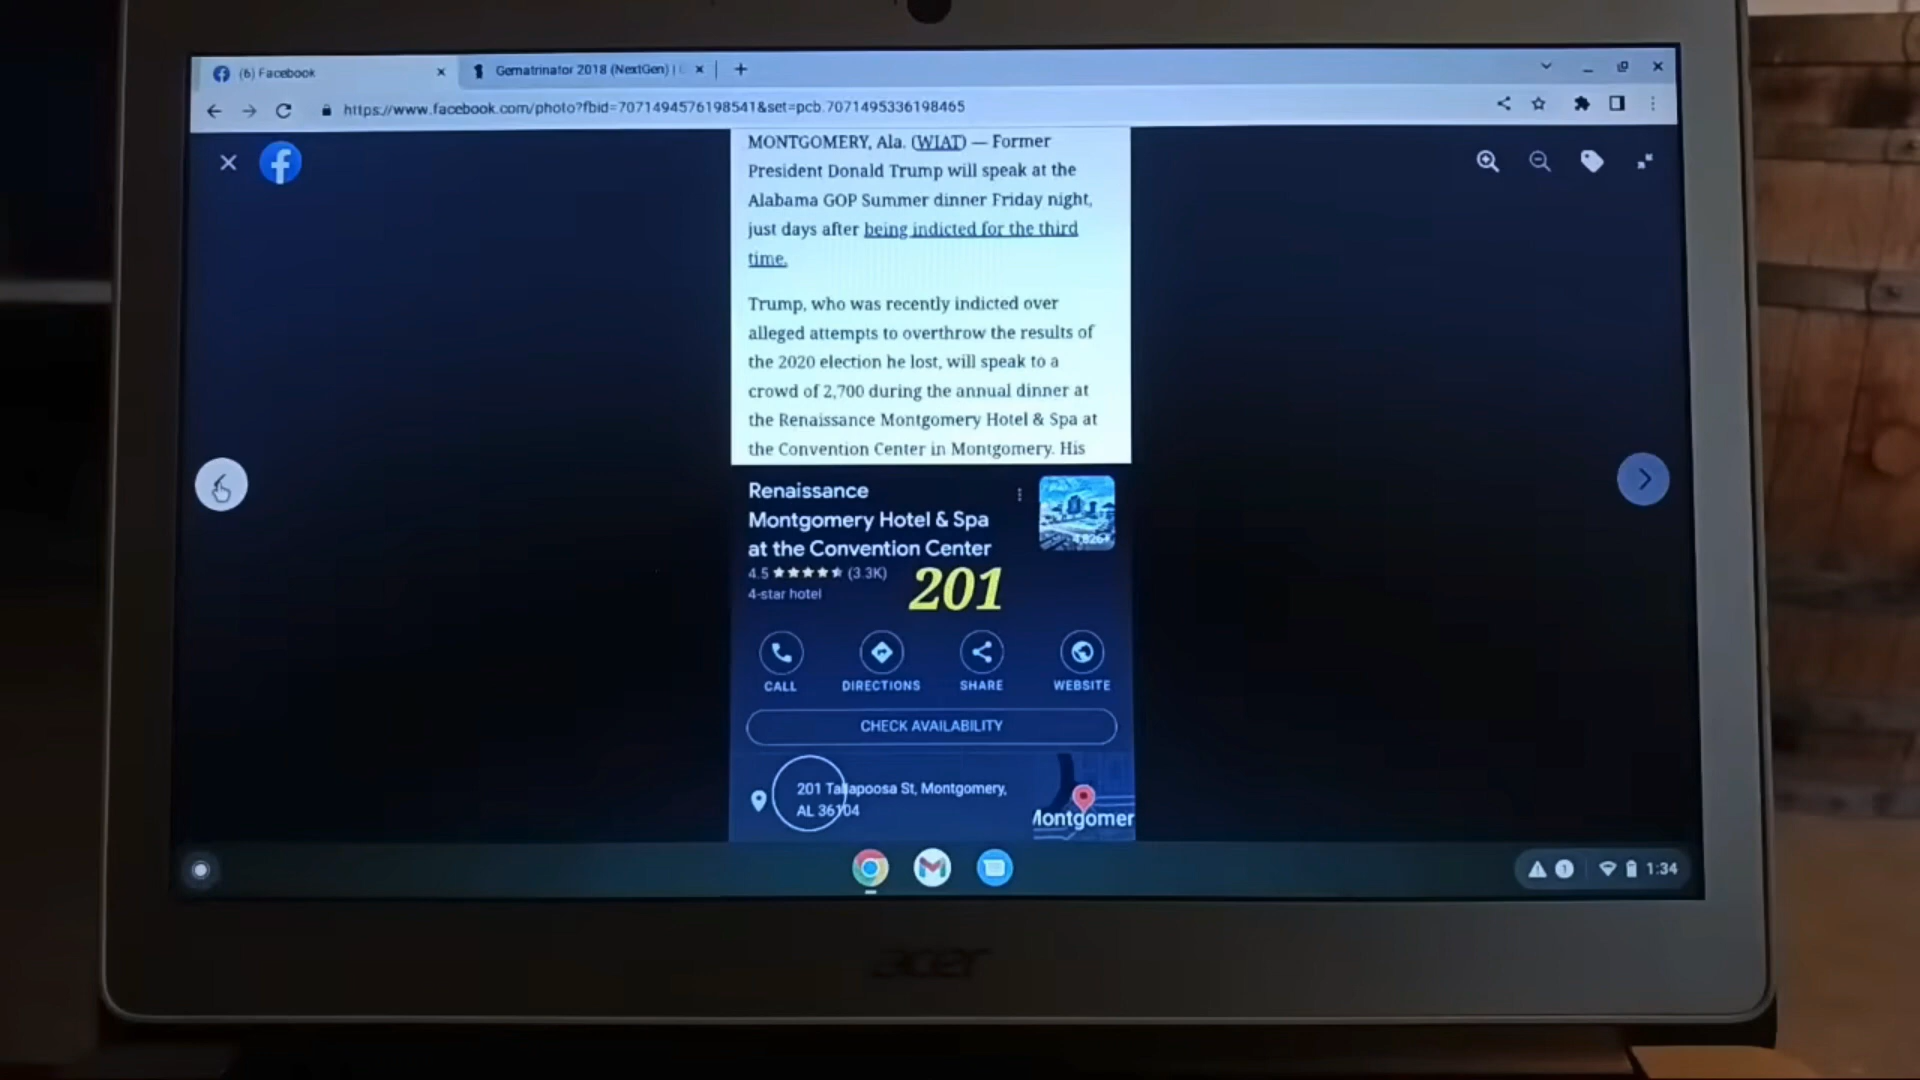 (6) Facebook
Gematrinator 2018 (NextGen) |
https://www.facebook.com/photo?fbid=7071494576198541&set=pcb.7071495336198465
MONTGOMERY, Ala. (WIAT) — Former
President Donald Trump will speak at the
Alabama GOP Summer dinner Friday night,
just days after being indicted for the third
time.
Trump, who was recently indicted over
alleged attempts to overthrow the results of
the 2020 election he lost, will speak to a
crowd of 2,700 during the annual dinner at
the Renaissance Montgomery Hotel & Spa at
the Convention Center in Montgomery. His
Renaissance
Montgomery Hotel & Spa
at the Convention Center
4,826+
4.5 ★★★★★ (3.3K)
4-star hotel
201
CALL
DIRECTIONS
SHARE
WEBSITE
CHECK AVAILABILITY
201 Tallapoosa St, Montgomery,
AL 36104
Montgomer
1
1:34
acer